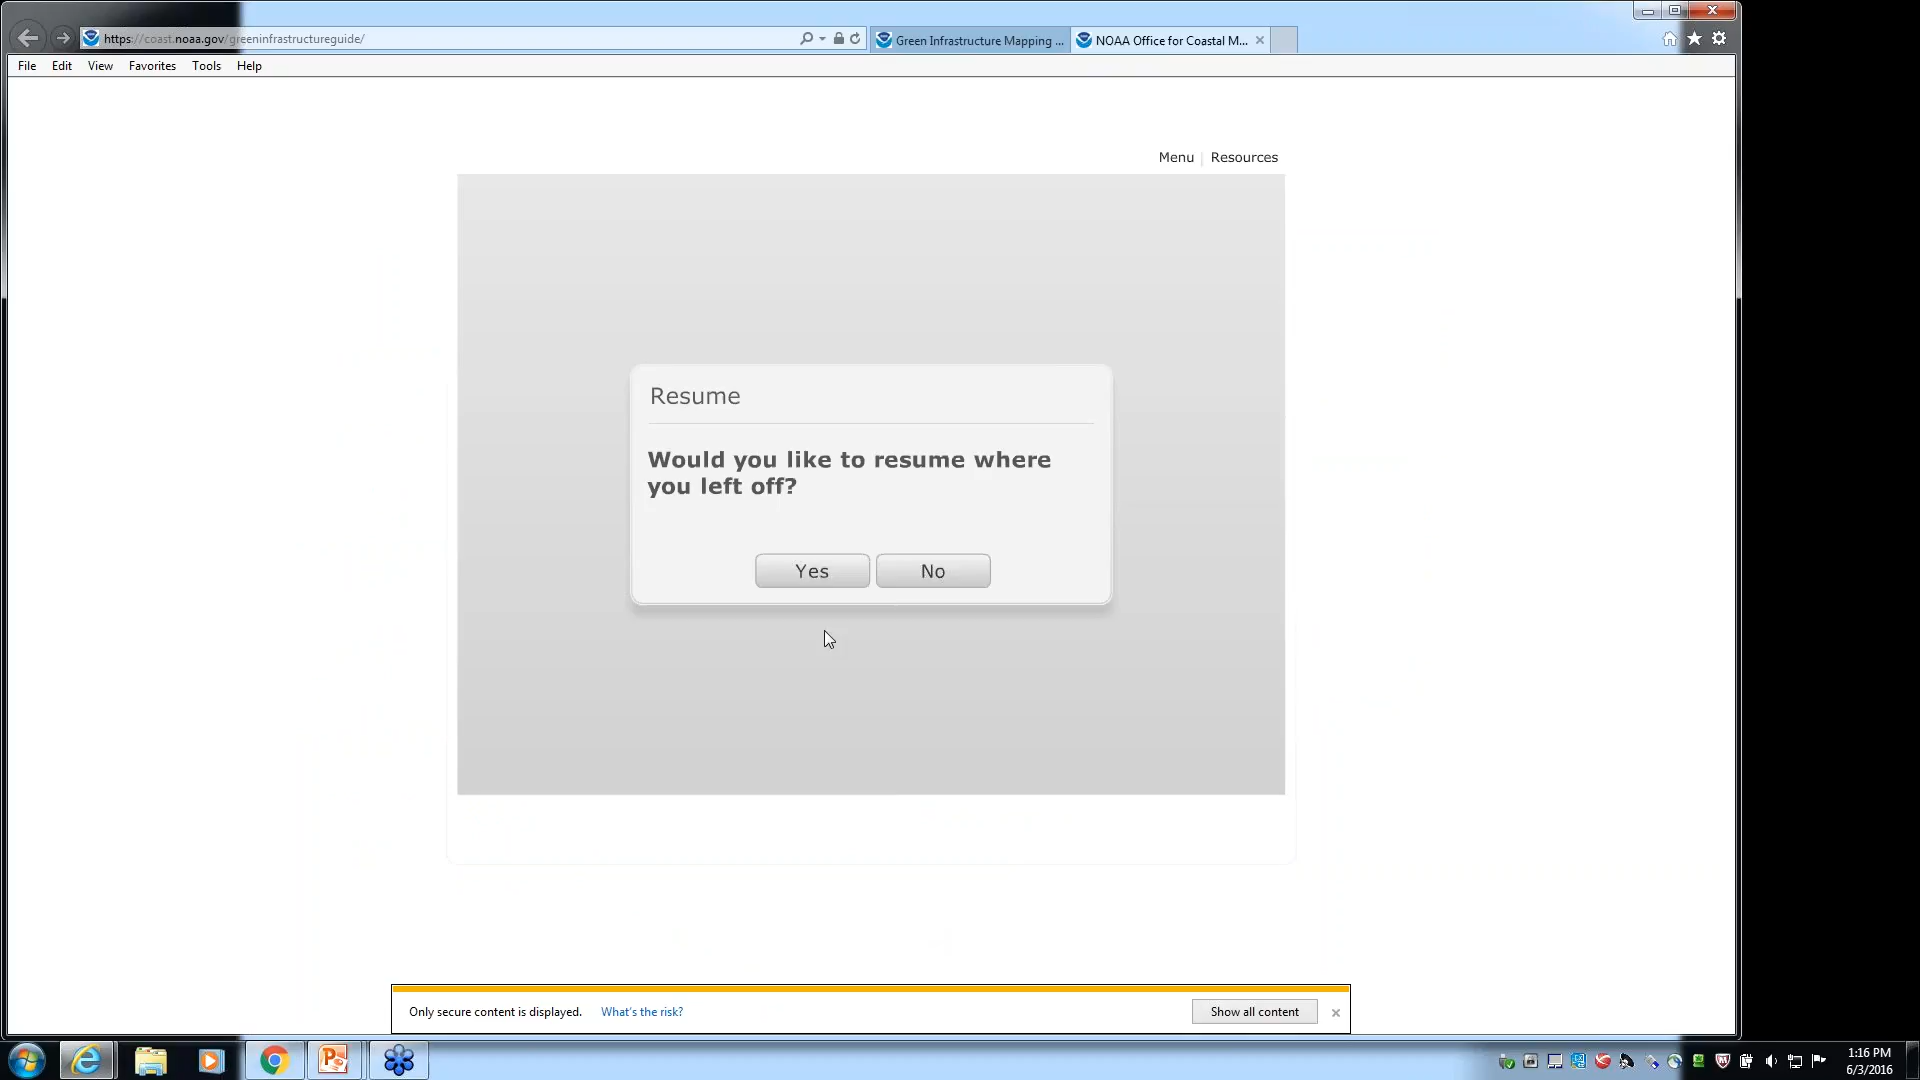 https://coast.noaa.gov/greeninfrastructureguide/
Green Infrastructure Mapping ...
NOAA Office for Coastal M...
File Edit View Favorites Tools Help
Menu | Resources
Resume
Would you like to resume where
you left off?
Yes No
Only secure content is displayed. What's the risk? Show all content
1:16 PM
6/3/2016